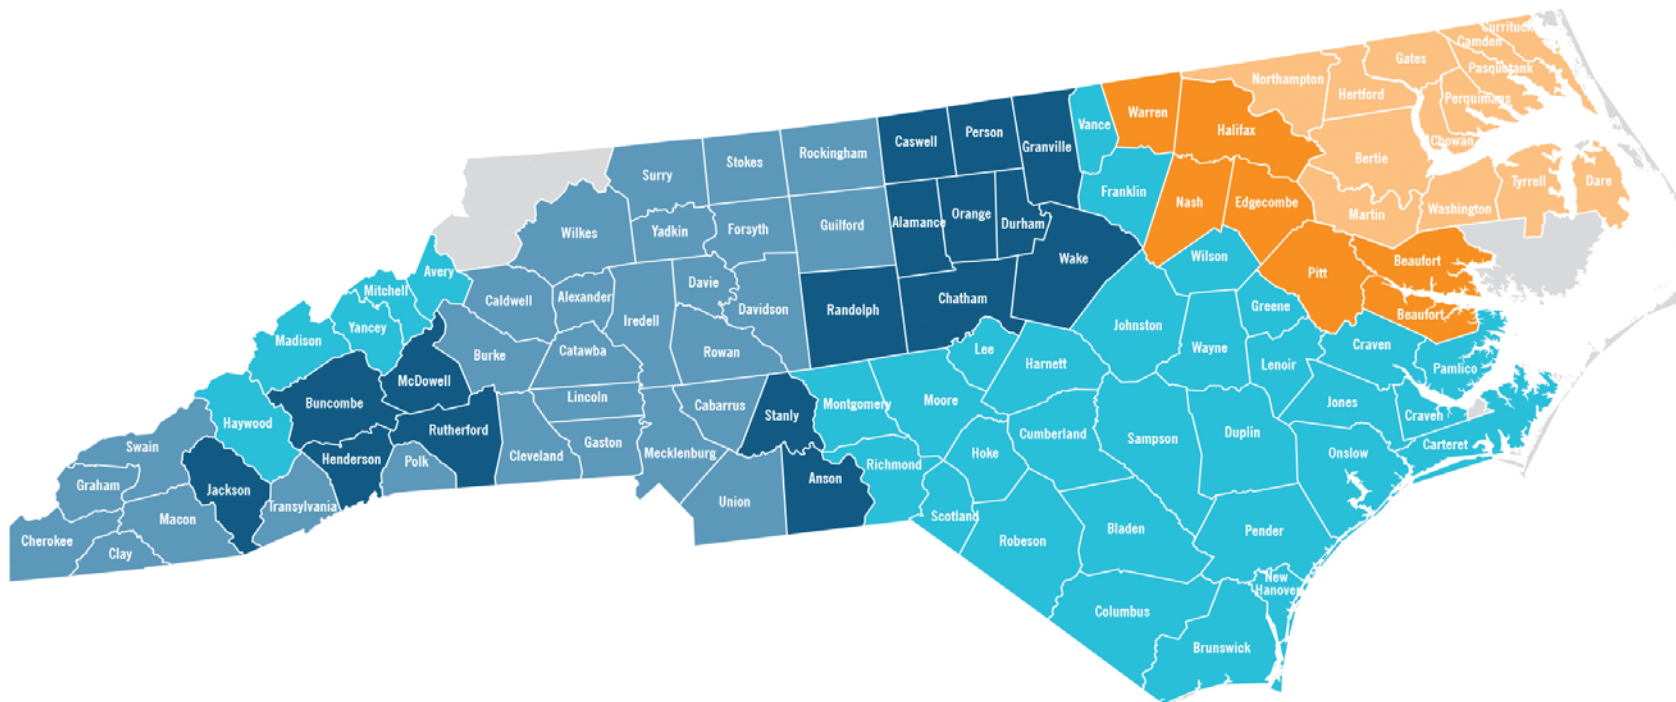 Currituck
Camden
Gates
Pasquotank
Northampton
Hertford
Perquimans
Warren
Vance
Halifax
Person
Caswell
Granville
Chowan
Rockingham
Bertie
Stokes
Surry
Franklin
Tyrrell
Dare
Nash
Edgecombe
Martin
Washington
Alamance
Orange
Durham
Guilford
Forsyth
Yadkin
Wilkes
Wake
Wilson
Beaufort
Pitt
Avery
Davie
Mitchell
Caldwell
Alexander
Chatham
Greene
Beaufort
Davidson
Randolph
Iredell
Yancey
Madison
Johnston
Wayne
Craven
Lee
Rowan
Catawba
Burke
Harnett
Lenoir
Pamlico
McDowell
Lincoln
Buncombe
Cabarrus
Stanly
Montgomery
Moore
Jones
Craven
Haywood
Rutherford
Cumberland
Sampson
Duplin
Gaston
Swain
Henderson
Polk
Cleveland
Mecklenburg
Hoke
Onslow
Carteret
Richmond
Graham
Jackson
Anson
Union
Transylvania
Macon
Scotland
Bladen
Pender
Cherokee
Clay
Robeson
New
Hanover
Columbus
Brunswick